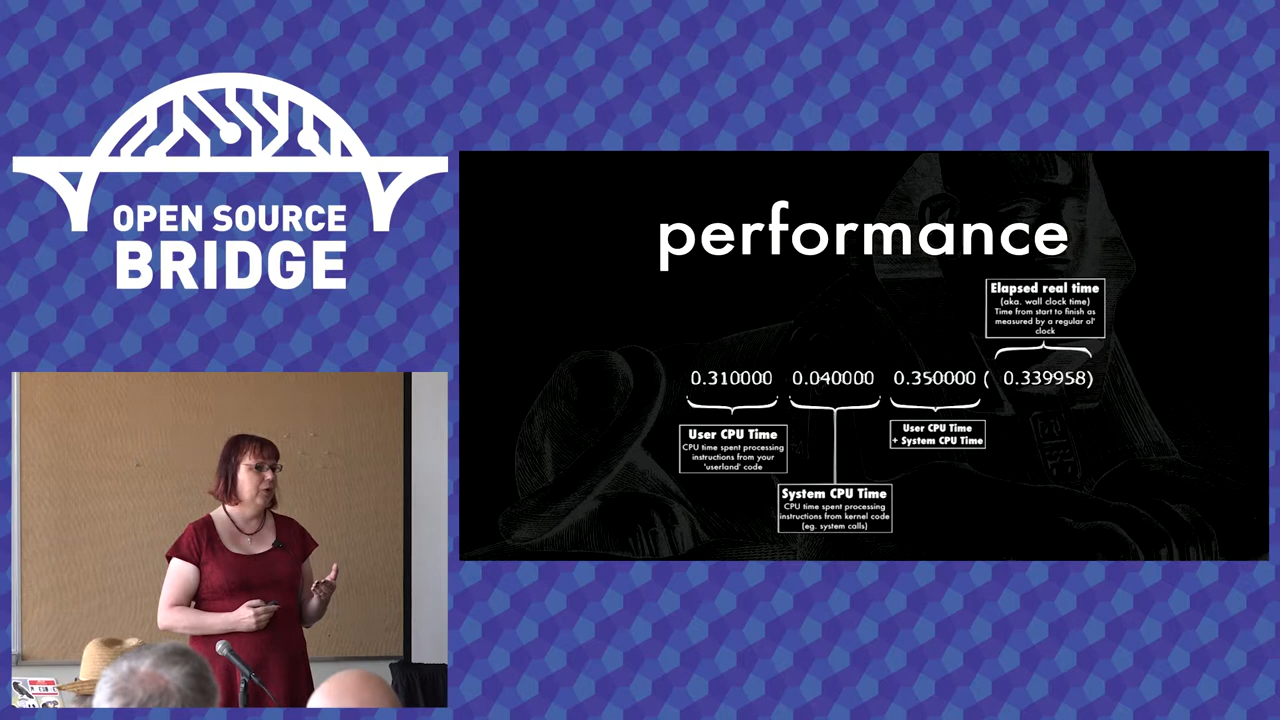 OPEN SOURCE
BRIDGE
performance
Elapsed real time
(aka. wall clock time)
Time from start to finish as
measured by a regular ol'
clock
0.310000 0.040000 0.350000 ( 0.339958)
User CPU Time
CPU time spent processing
instructions from your
'userland' code
User CPU Time
+ System CPU Time
System CPU Time
CPU time spent processing
instructions from kernel code
(eg. system calls)